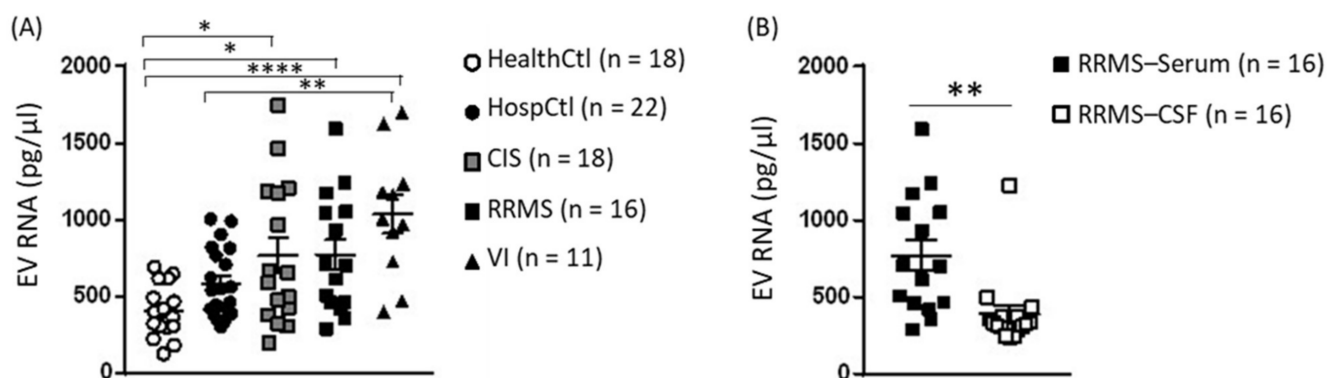 (A)
EV RNA (pg/µl)
2000
1500
1000
500
0
*
*
****
**
HealthCtl (n = 18)
HospCtl (n = 22)
CIS (n = 18)
RRMS (n = 16)
VI (n = 11)
(B)
EV RNA (pg/µl)
2000
1500
1000
500
0
**
RRMS–Serum (n = 16)
RRMS–CSF (n = 16)